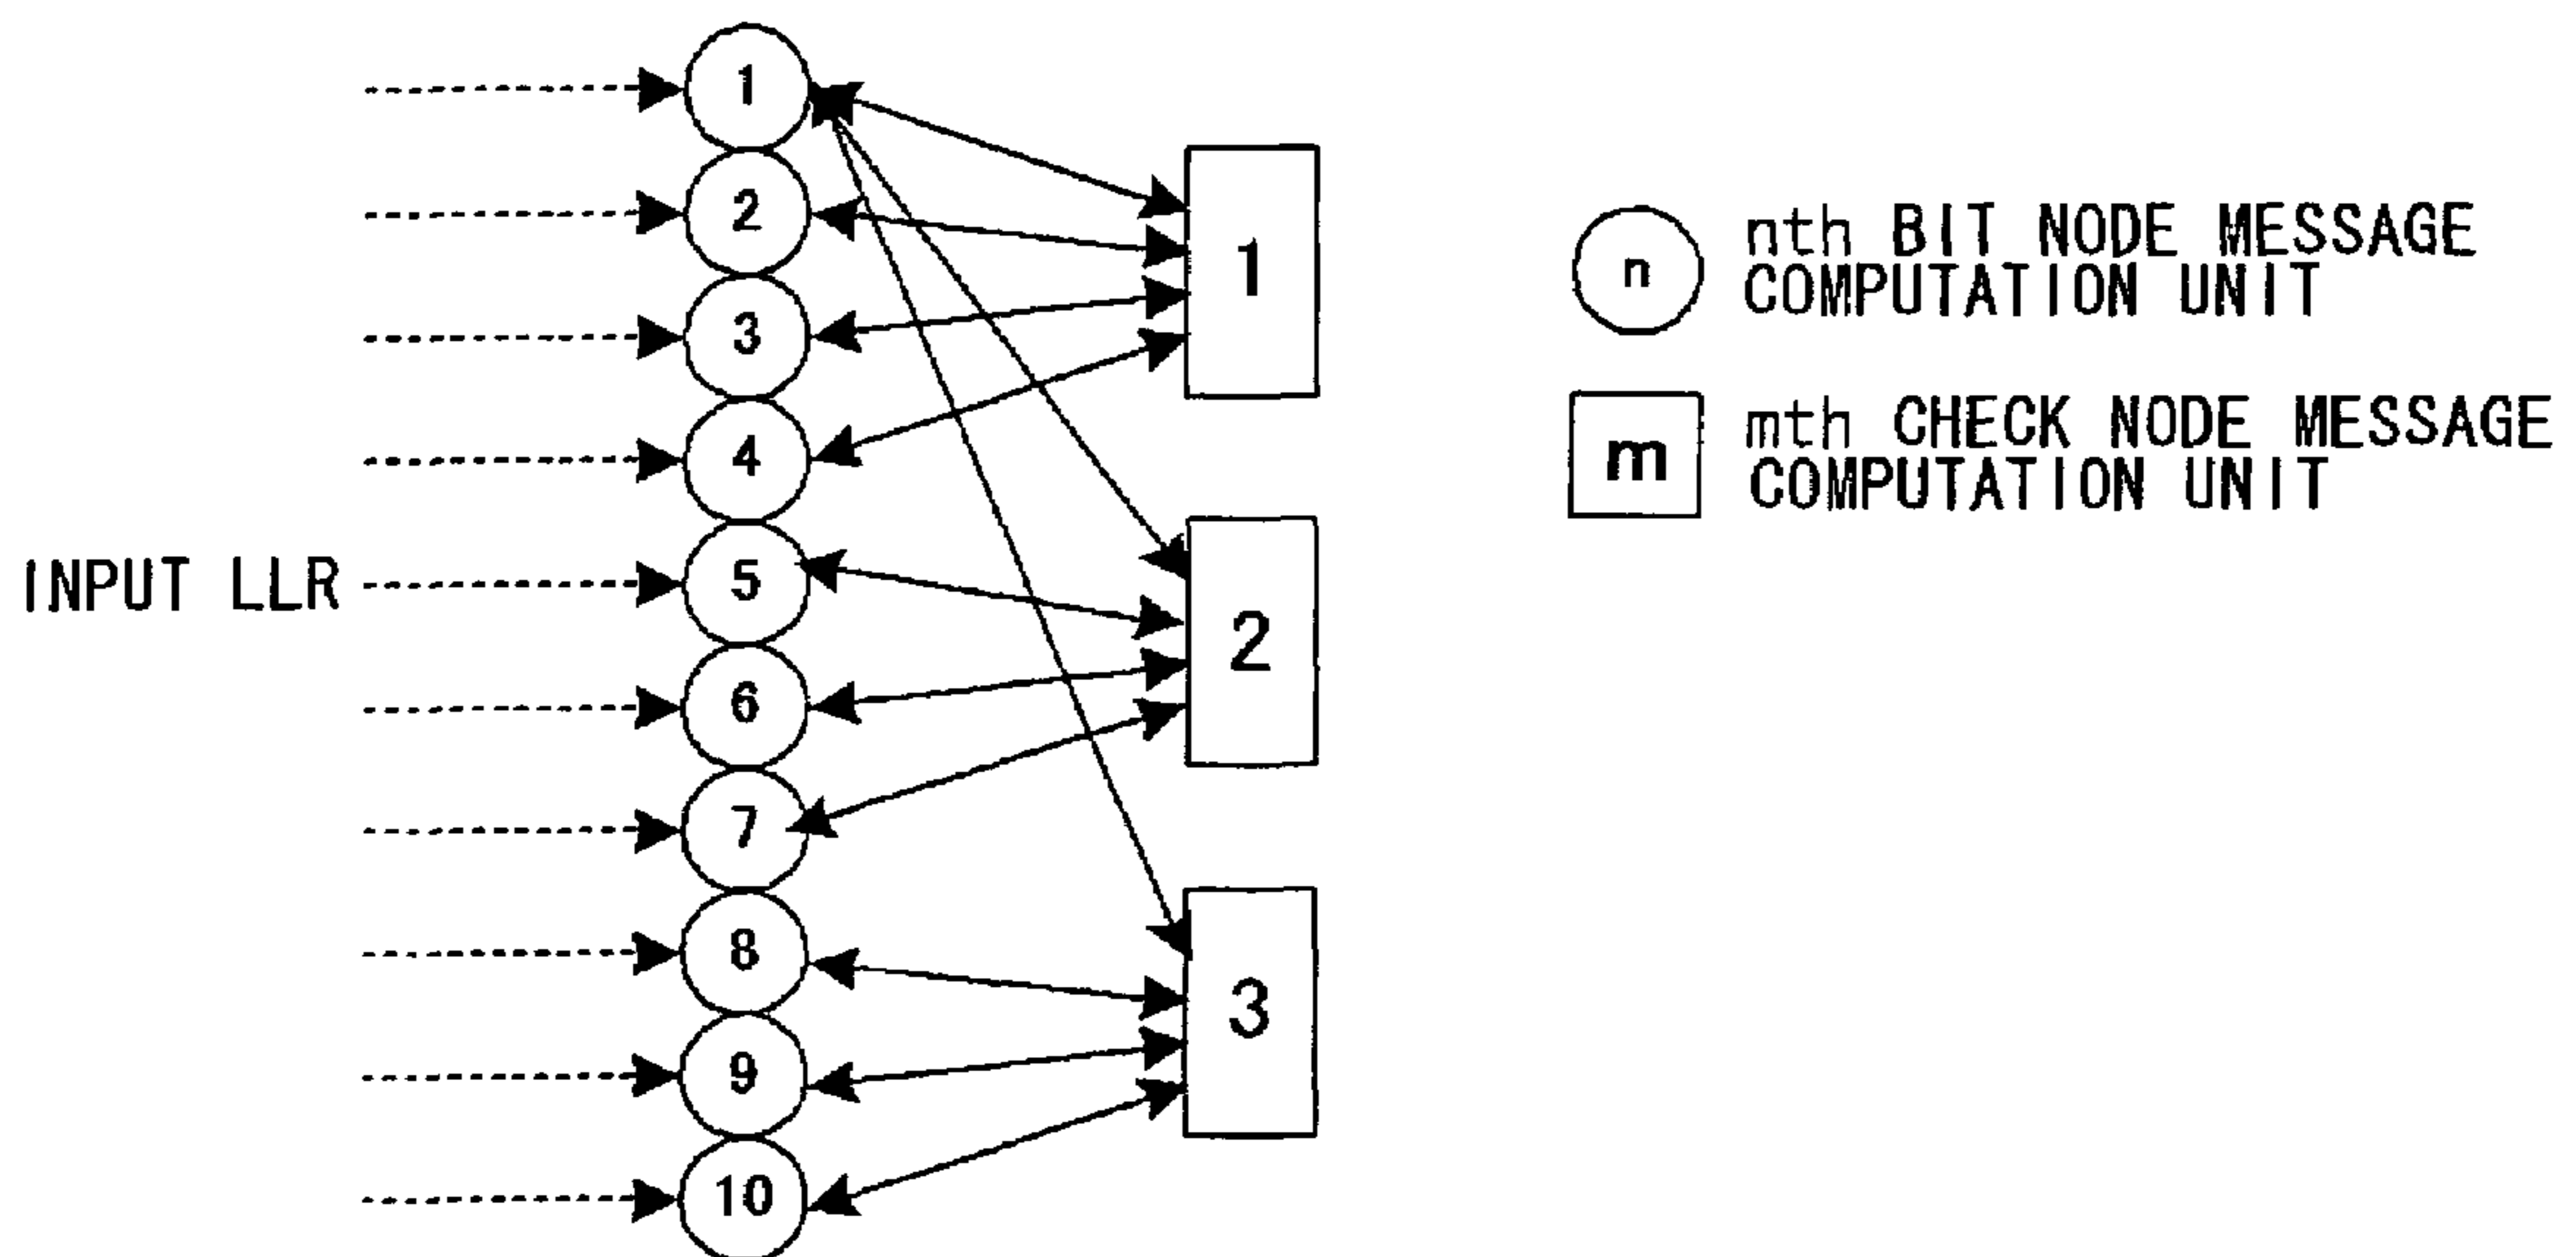 1
2
3
4
INPUT LLR
5
6
7
8
9
10
1
2
3
n
nth BIT NODE MESSAGE
COMPUTATION UNIT
m
mth CHECK NODE MESSAGE
COMPUTATION UNIT